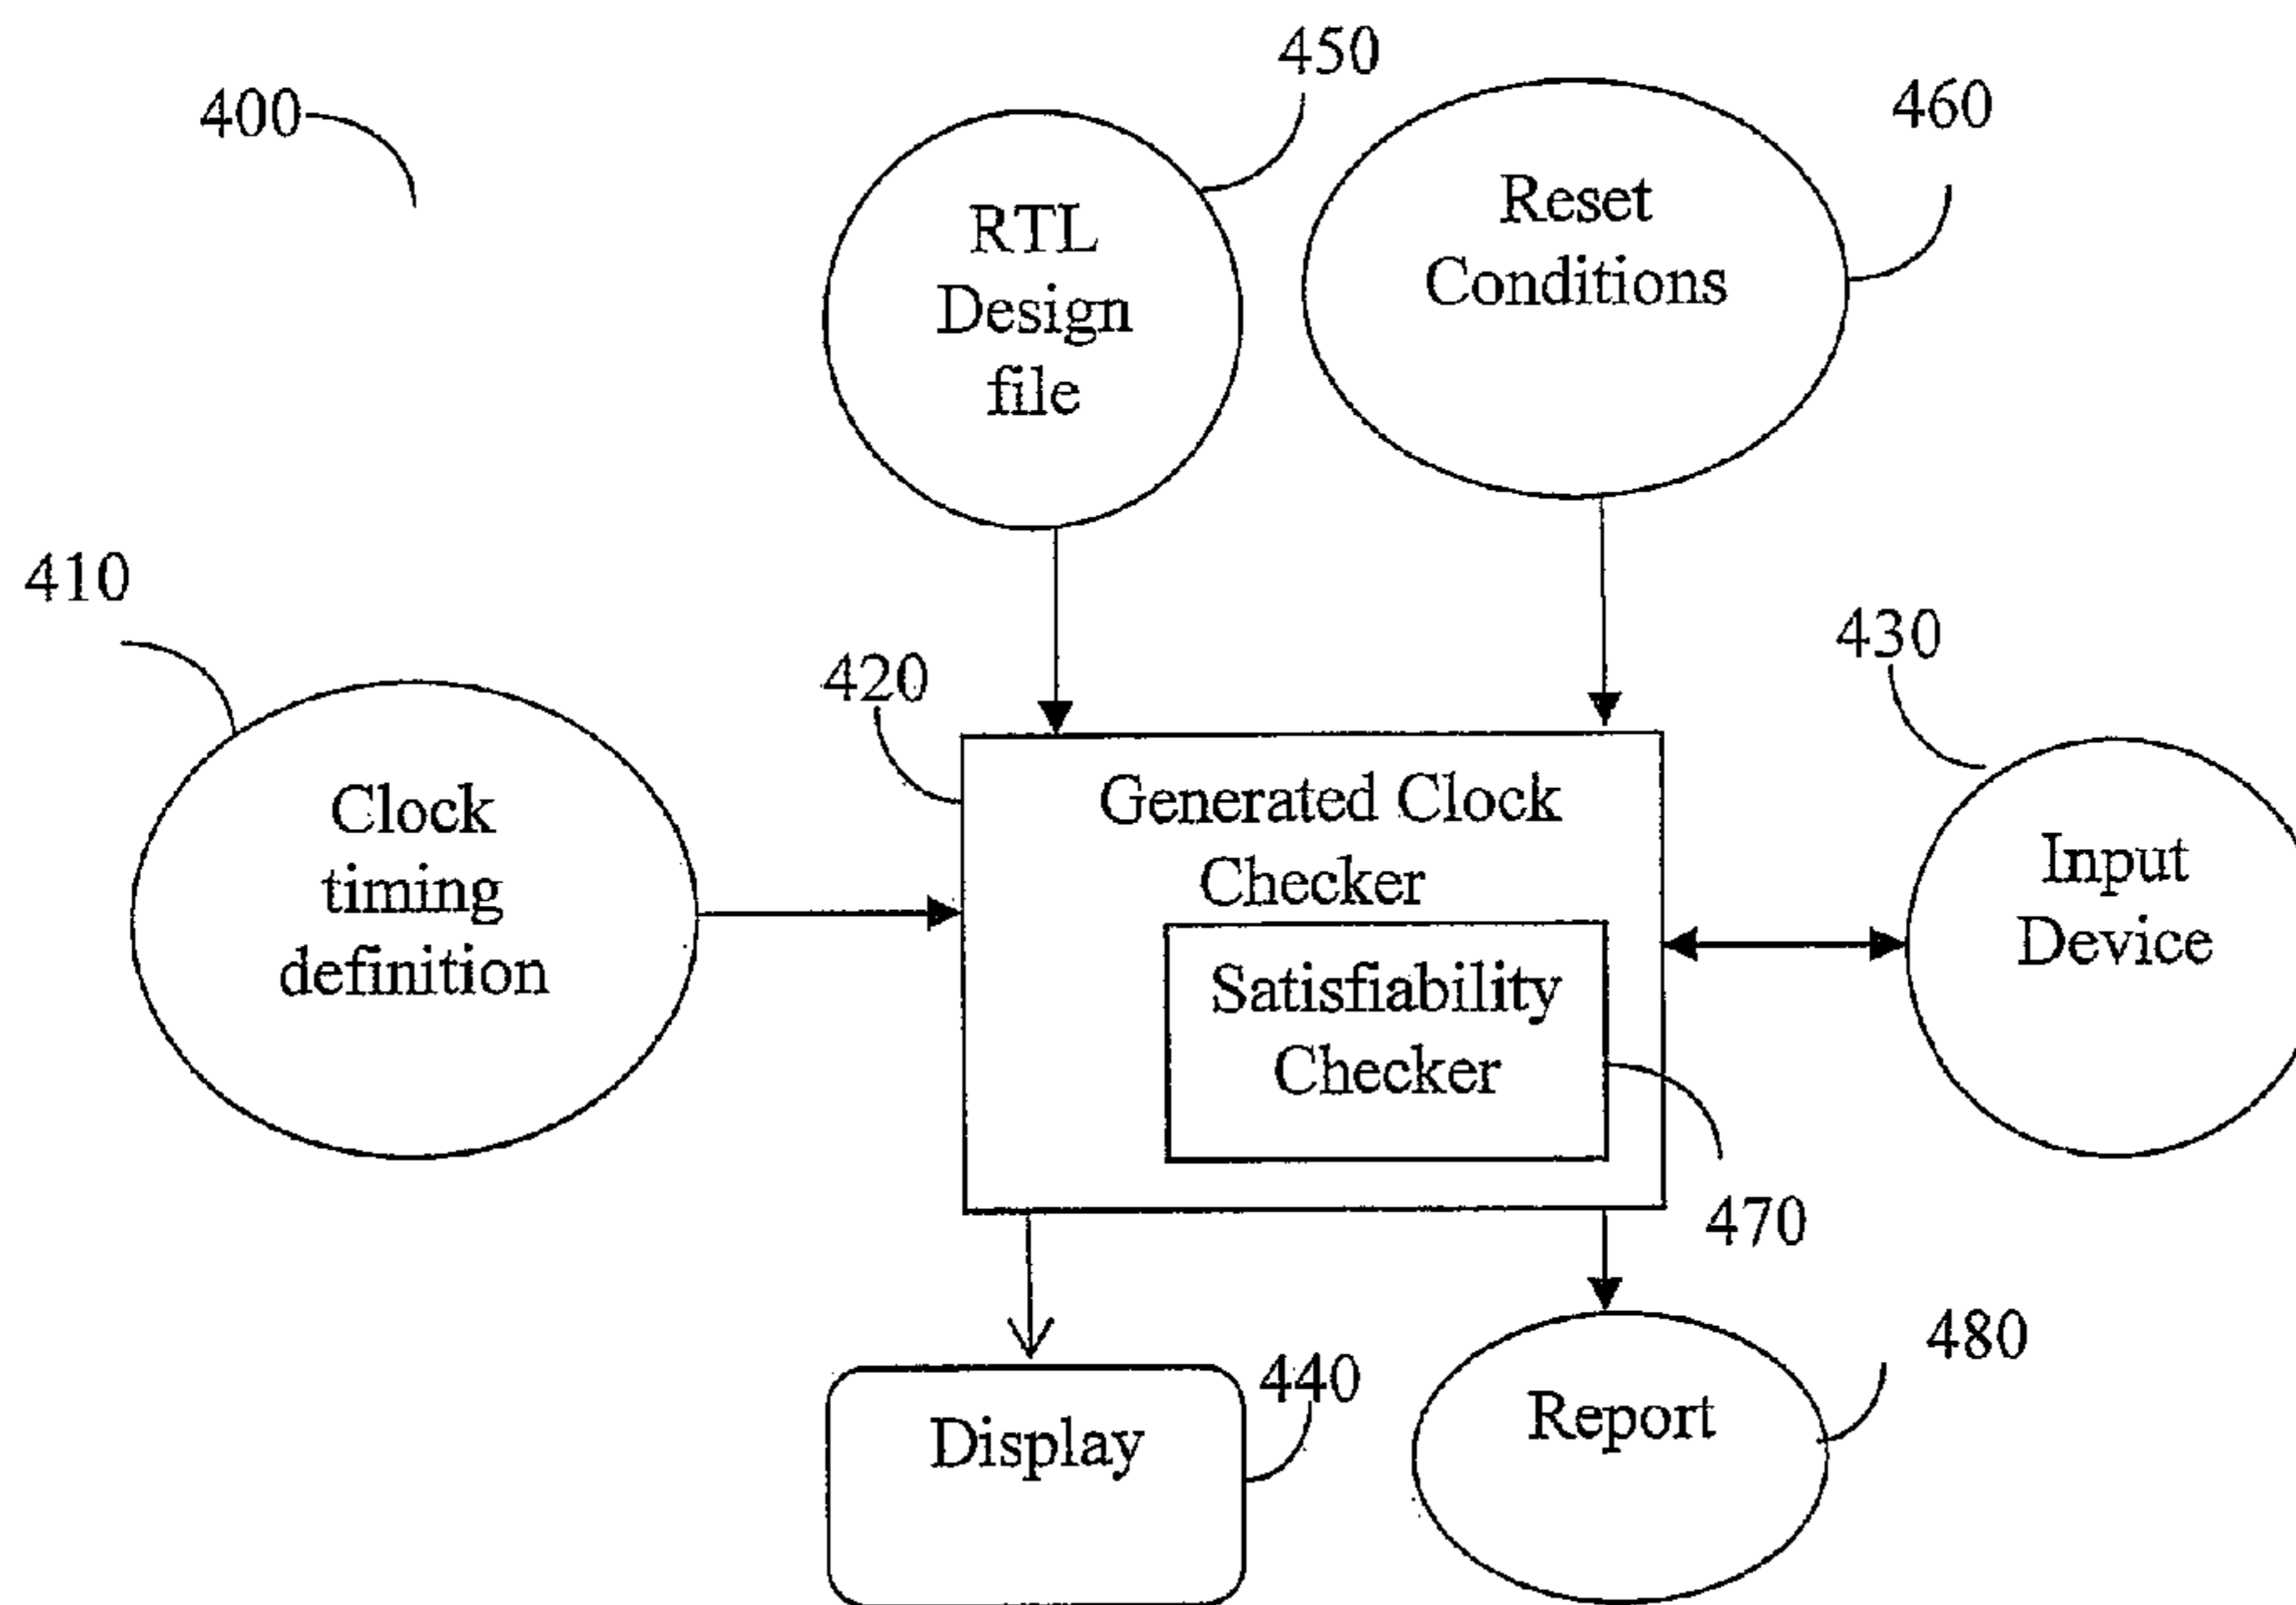 450
400
460
RTL
Design
file
Reset
Conditions
410
430
420
Clock
timing
definition
Generated Clock
Checker
Input
Device
Satisfiability
Checker
470
440
480
Display
Report